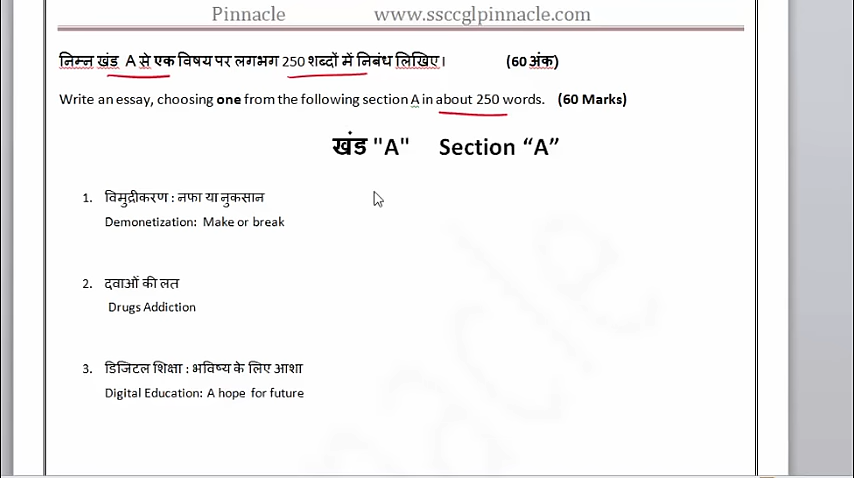 Pinnacle www.ssccglpinnacle.com
निम्न खंड A से एक विषय पर लगभग 250 शब्दों में निबंध लिखिए। (60 अंक)
Write an essay, choosing one from the following section A in about 250 words. (60 Marks)
खंड "A" Section “A”
1. विमुद्रीकरण : नफा या नुकसान
Demonetization: Make or break
2. दवाओं की लत
Drugs Addiction
3. डिजिटल शिक्षा : भविष्य के लिए आशा
Digital Education: A hope for future